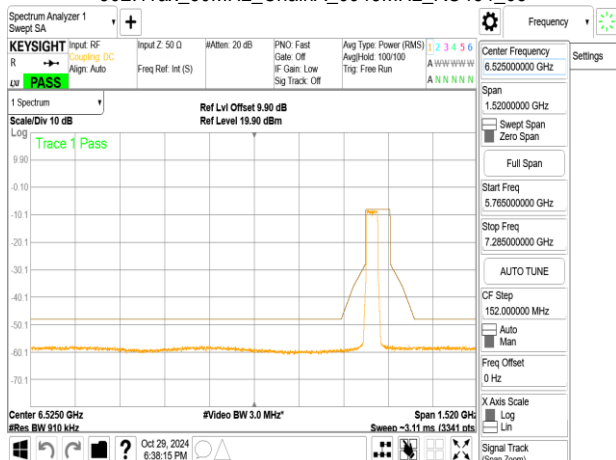 Spectrum Analyzer 1
Swept SA
Frequency
KEYSIGHT
R
LXI
PASS
Input: RF
Coupling: DC
Align: Auto
Input Z: 50 Ω
Freq Ref: Int (S)
#Atten: 20 dB
PNO: Fast
Gate: Off
IF Gain: Low
Sig Track: Off
Avg Type: Power (RMS)
Avg|Hold: 100/100
Trig: Free Run
1 2 3 4 5 6
A W W W W W
A N N N N N
Settings
Center Frequency
6.525000000 GHz
Span
1.52000000 GHz
Swept Span
Zero Span
Full Span
Start Freq
5.765000000 GHz
Stop Freq
7.285000000 GHz
AUTO TUNE
CF Step
152.000000 MHz
Auto
Man
Freq Offset
0 Hz
X Axis Scale
Log
Lin
Signal Track
(Span Zoom)
1 Spectrum
Scale/Div 10 dB
Log
Ref Lvl Offset 9.90 dB
Ref Level 19.90 dBm
Trace 1 Pass
9.90
-0.10
-10.1
-20.1
-30.1
-40.1
-50.1
-60.1
-70.1
Center 6.5250 GHz
#Res BW 910 kHz
#Video BW 3.0 MHz*
Span 1.520 GHz
Sweep ~3.11 ms (3341 pts
?
Oct 29, 2024
6:38:15 PM